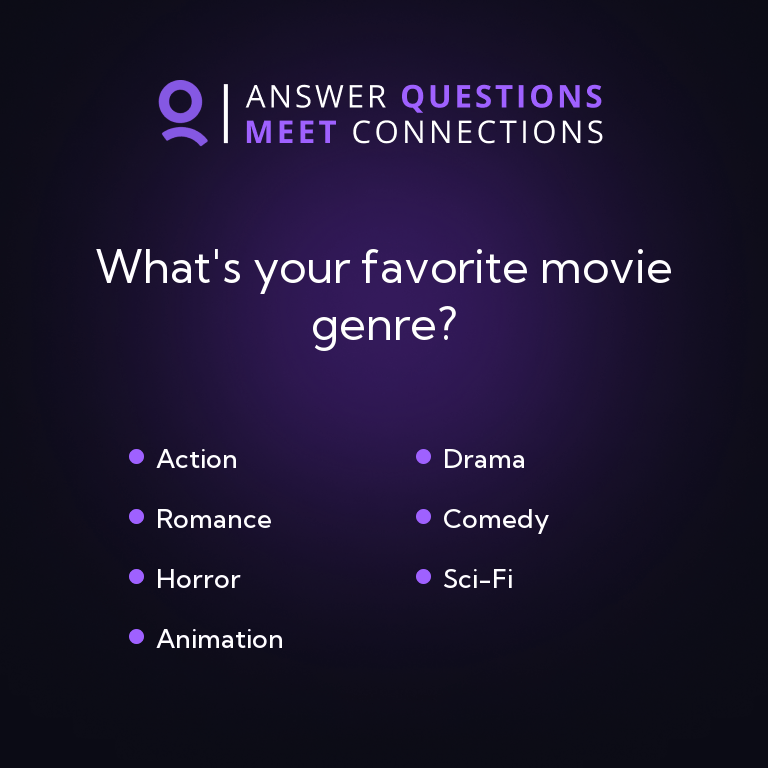 ANSWER QUESTIONS
MEET CONNECTIONS
What's your favorite movie
genre?
Action
Drama
Romance
Comedy
Horror
Sci-Fi
Animation